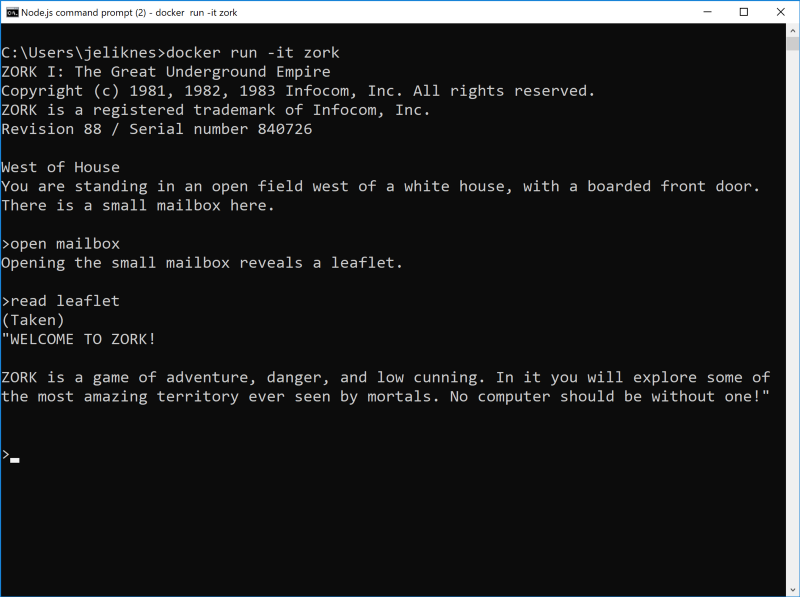 Node.js command prompt (2) - docker  run -it zork
C:\Users\jeliknes>docker run -it zork
ZORK I: The Great Underground Empire
Copyright (c) 1981, 1982, 1983 Infocom, Inc. All rights reserved.
ZORK is a registered trademark of Infocom, Inc.
Revision 88 / Serial number 840726
West of House
You are standing in an open field west of a white house, with a boarded front door.
There is a small mailbox here.
>open mailbox
Opening the small mailbox reveals a leaflet.
>read leaflet
(Taken)
"WELCOME TO ZORK!
ZORK is a game of adventure, danger, and low cunning. In it you will explore some of
the most amazing territory ever seen by mortals. No computer should be without one!"
>